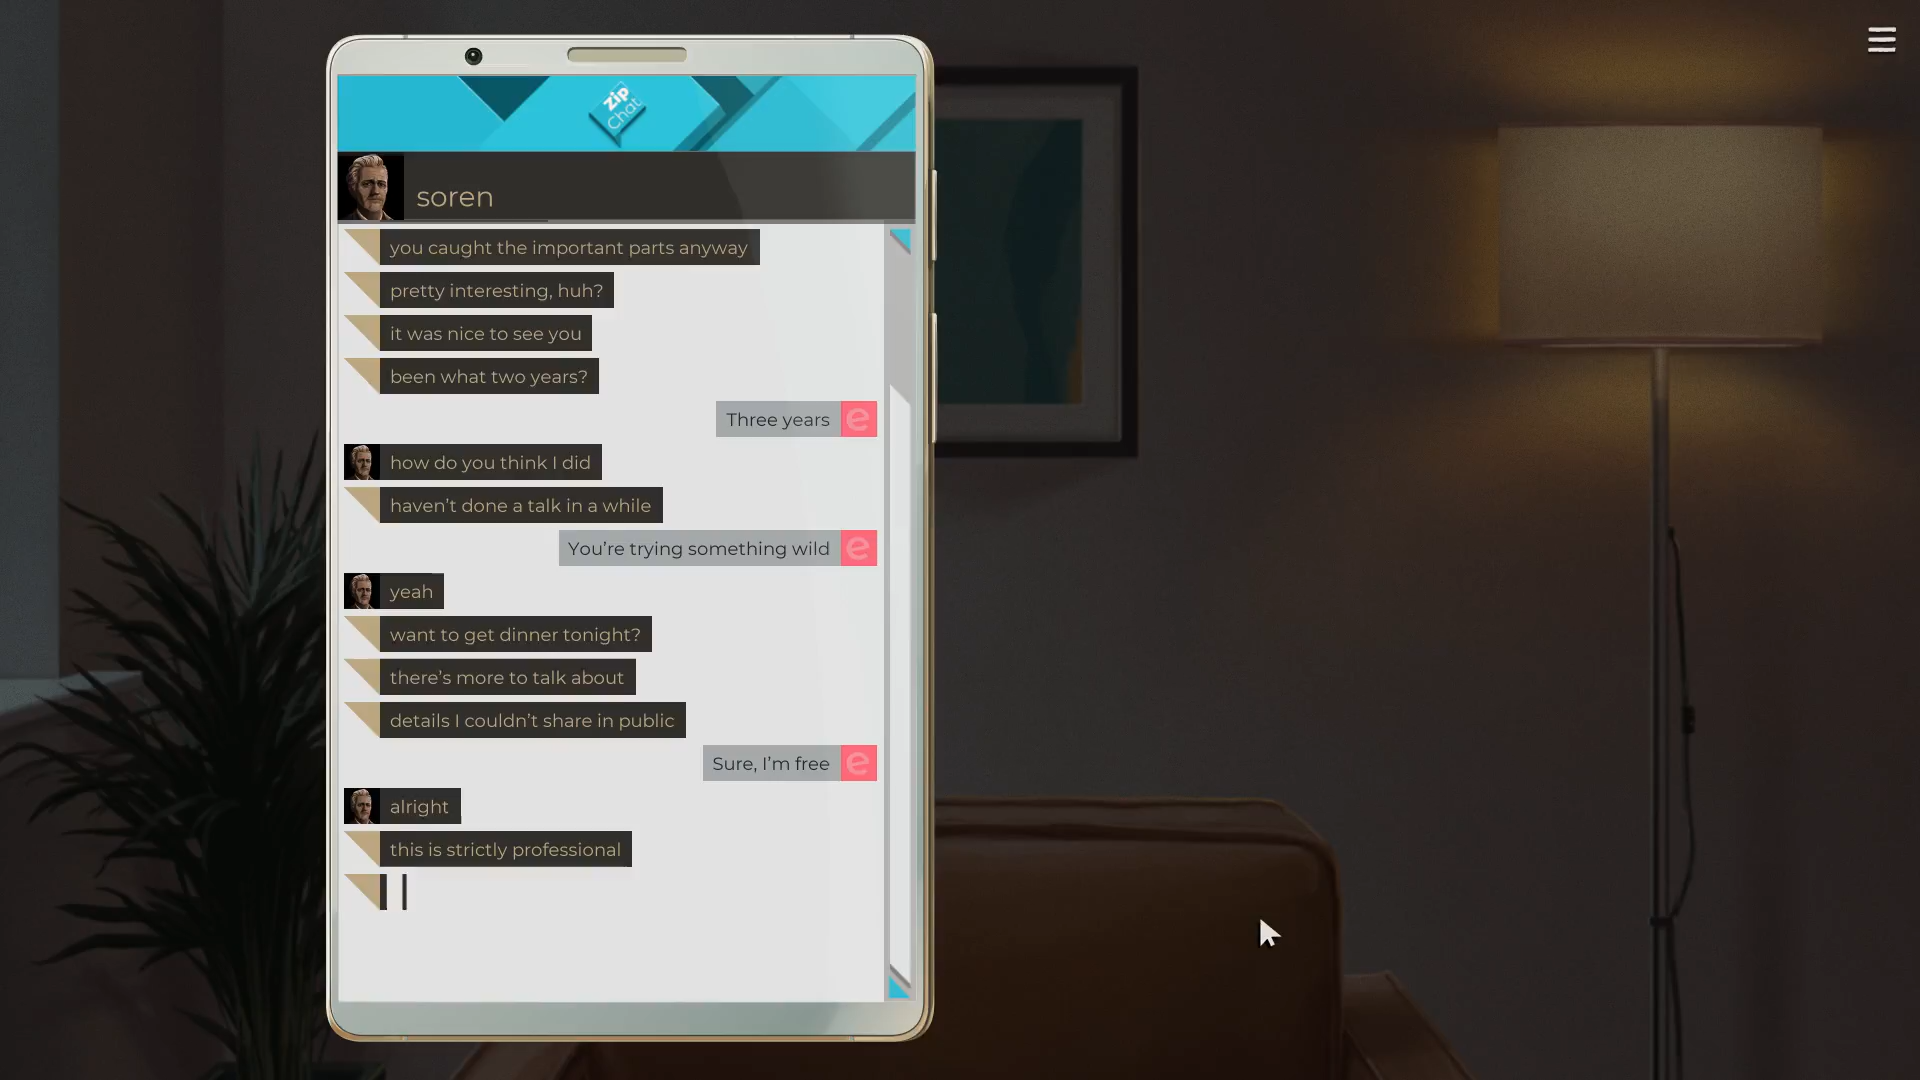 zip
Chat
soren
you caught the important parts anyway
pretty interesting, huh?
it was nice to see you
been what two years?
Three years
e
how do you think I did
haven't done a talk in a while
You're trying something wild
e
yeah
want to get dinner tonight?
there's more to talk about
details I couldn't share in public
Sure, I'm free
e
alright
this is strictly professional